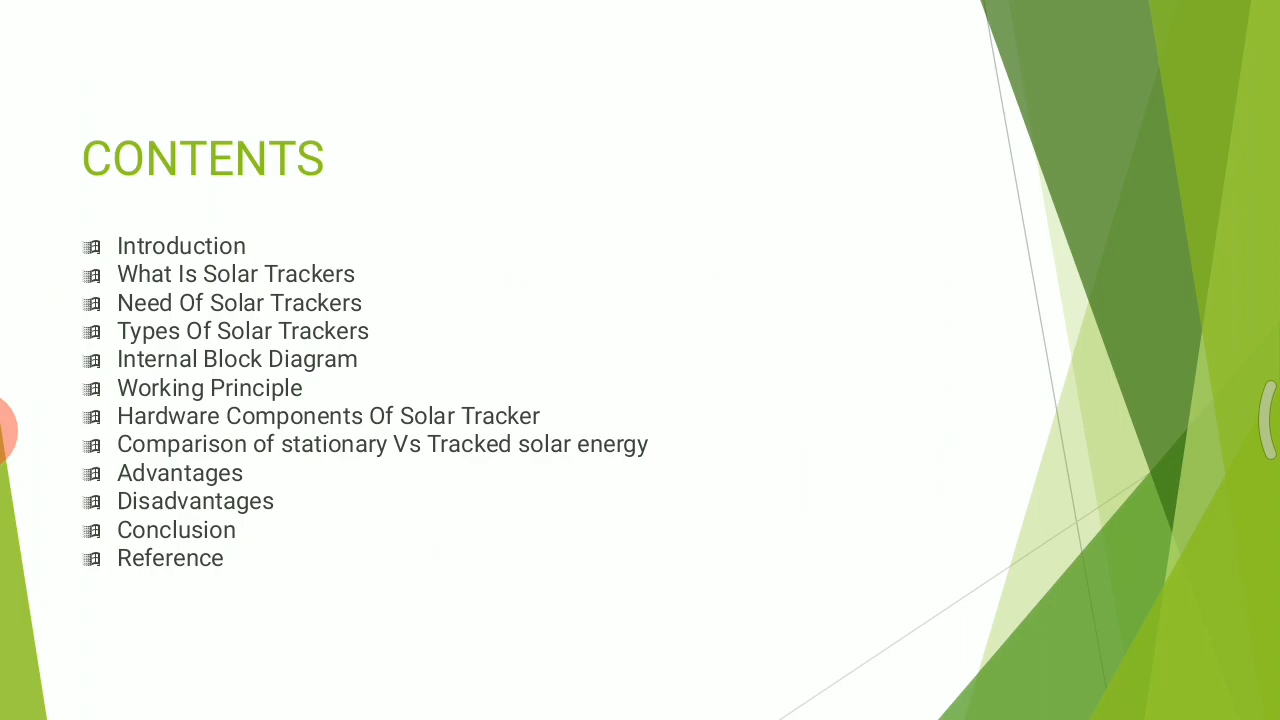 CONTENTS
Introduction
What Is Solar Trackers
Need Of Solar Trackers
Types Of Solar Trackers
Internal Block Diagram
Working Principle
Hardware Components Of Solar Tracker
Comparison of stationary Vs Tracked solar energy
Advantages
Disadvantages
Conclusion
Reference